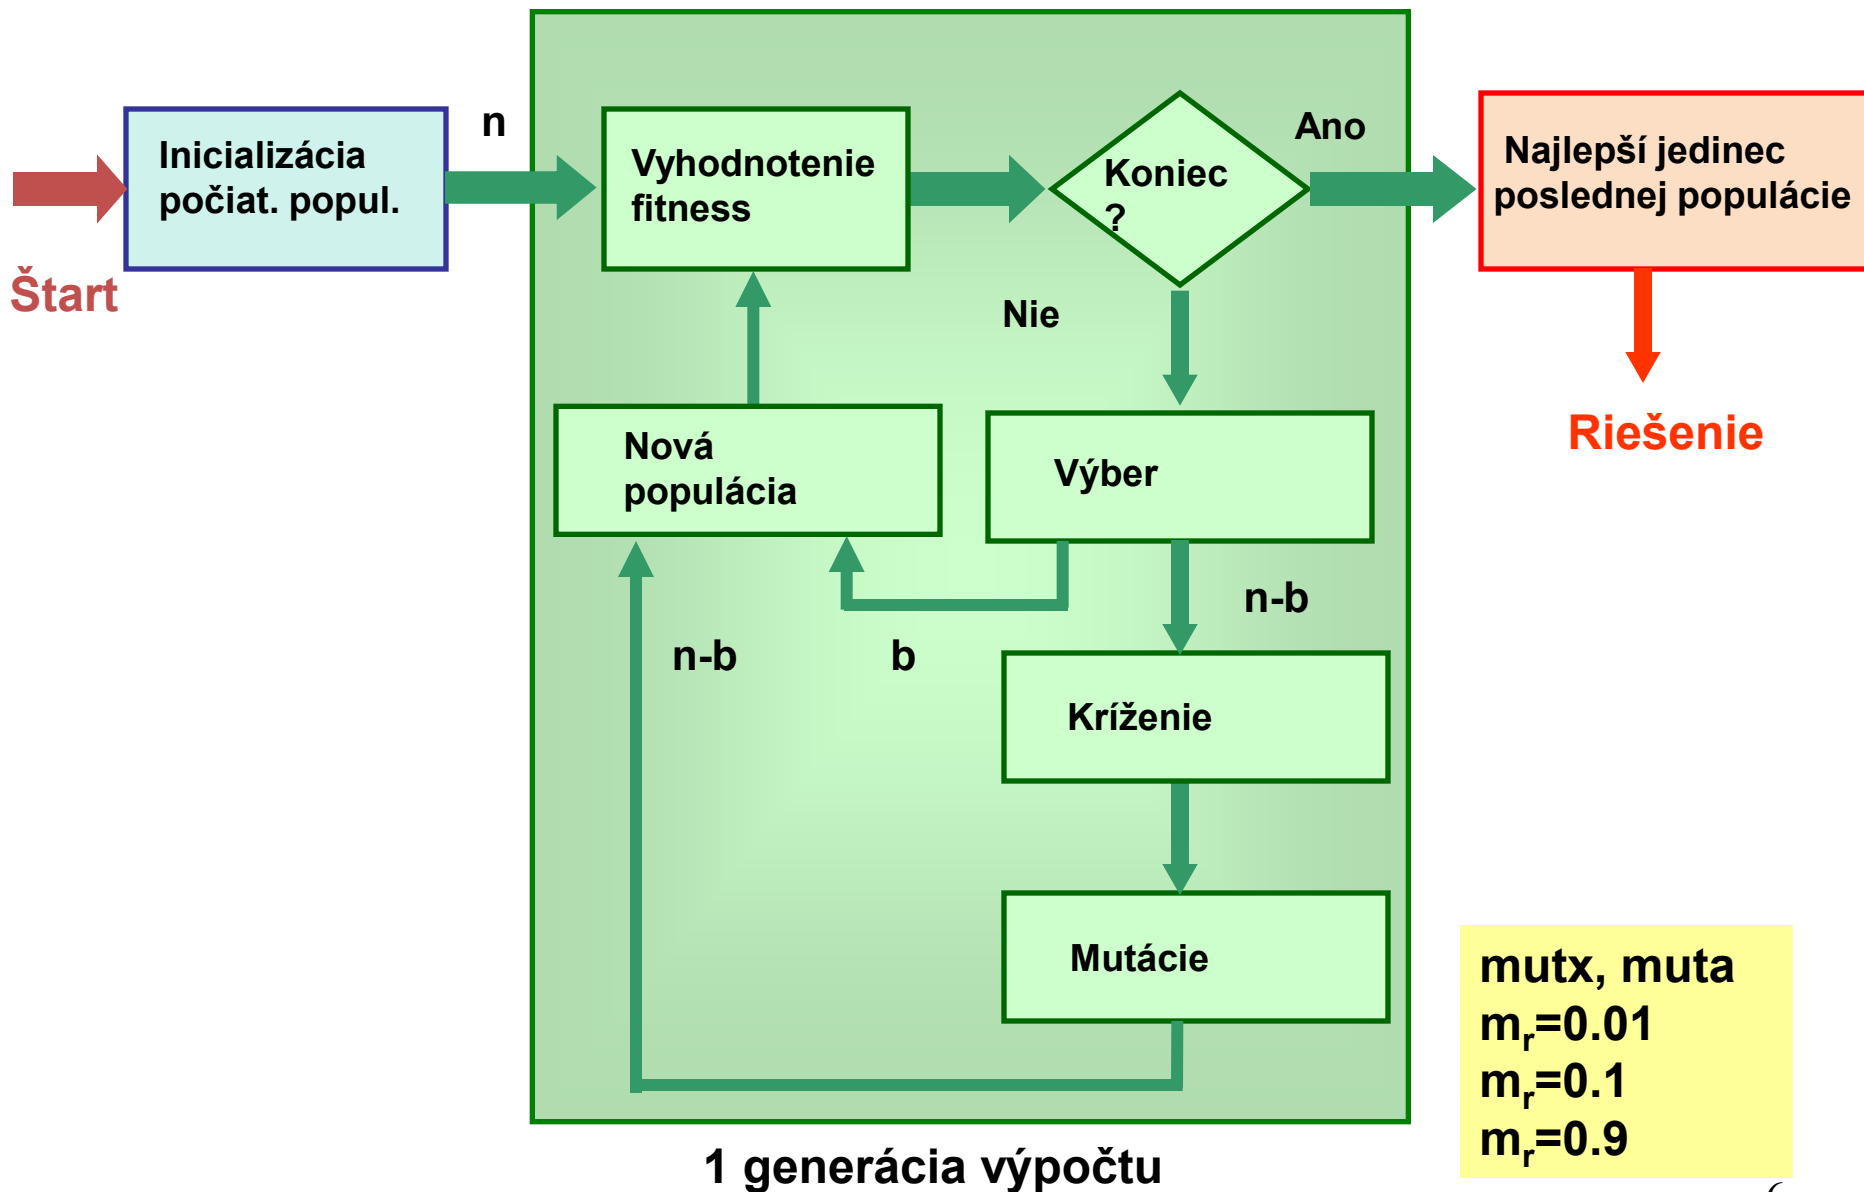 Štart
Inicializácia
počiat. popul.
n
Vyhodnotenie
fitness
Koniec
?
Ano
Najlepší jedinec
poslednej populácie
Riešenie
Nie
Nová
populácia
Výber
n-b
b
n-b
Kríženie
Mutácie
1 generácia výpočtu
mutx, muta
mr=0.01
mr=0.1
mr=0.9